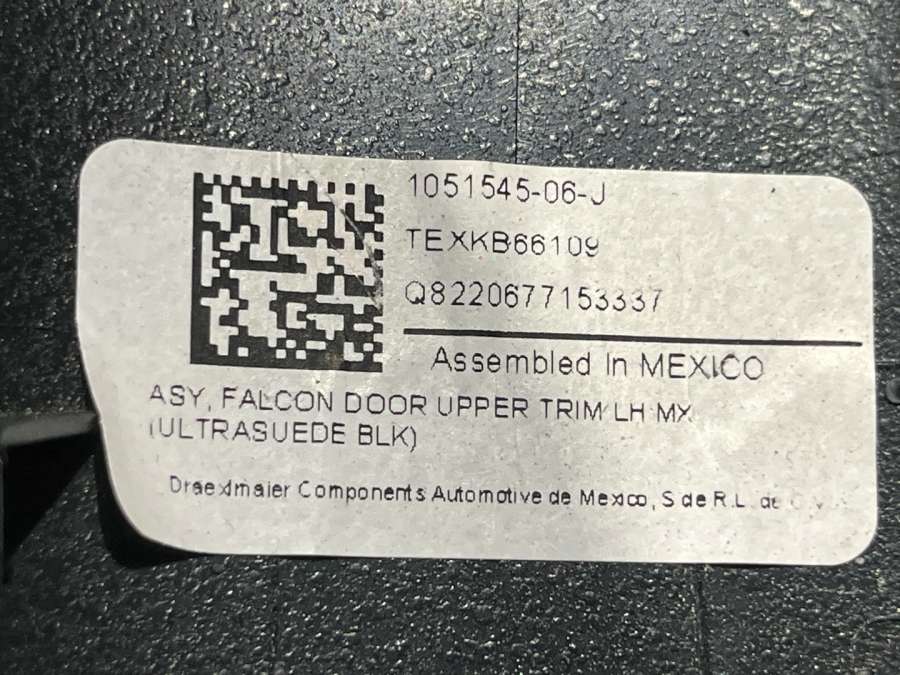 1051545-06-J
TEXKB66109
Q8220677153337
Assembled In MEXICO
ASY, FALCON DOOR UPPER TRIM LH MX
(ULTRASUEDE BLK)
Draexlmaier Components Automotive de Mexico, S de R.L. de